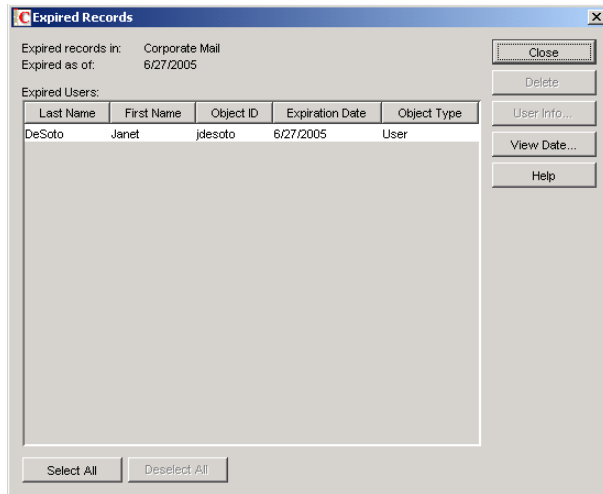 Expired Records
Expired records in: Corporate Mail
Expired as of: 6/27/2005
Expired Users:
Last Name First Name Object ID Expiration Date Object Type
DeSoto Janet jdesoto 6/27/2005 User
Close
Delete
User Info...
View Date...
Help
Select All Deselect All